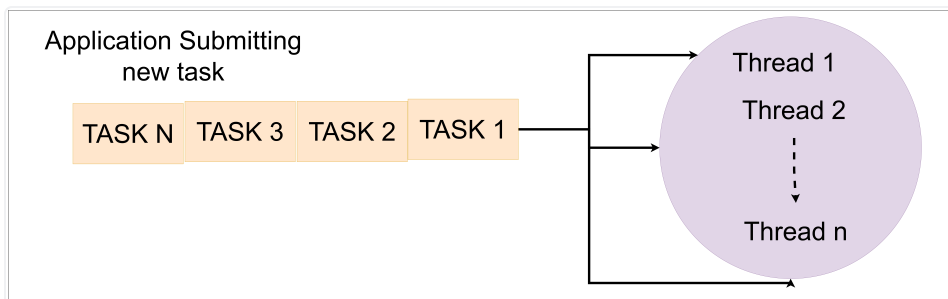 Application Submitting
new task
TASK N
TASK 3
TASK 2
TASK 1
Thread 1
Thread 2
Thread n